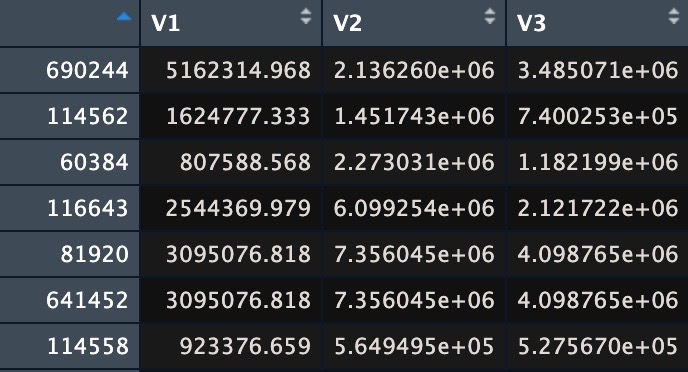 V1 V2 V3
690244 5162314.968 2.136260e+06 3.485071e+06
114562 1624777.333 1.451743e+06 7.400253e+05
60384 807588.568 2.273031e+06 1.182199e+06
116643 2544369.979 6.099254e+06 2.121722e+06
81920 3095076.818 7.356045e+06 4.098765e+06
641452 3095076.818 7.356045e+06 4.098765e+06
114558 923376.659 5.649495e+05 5.275670e+05